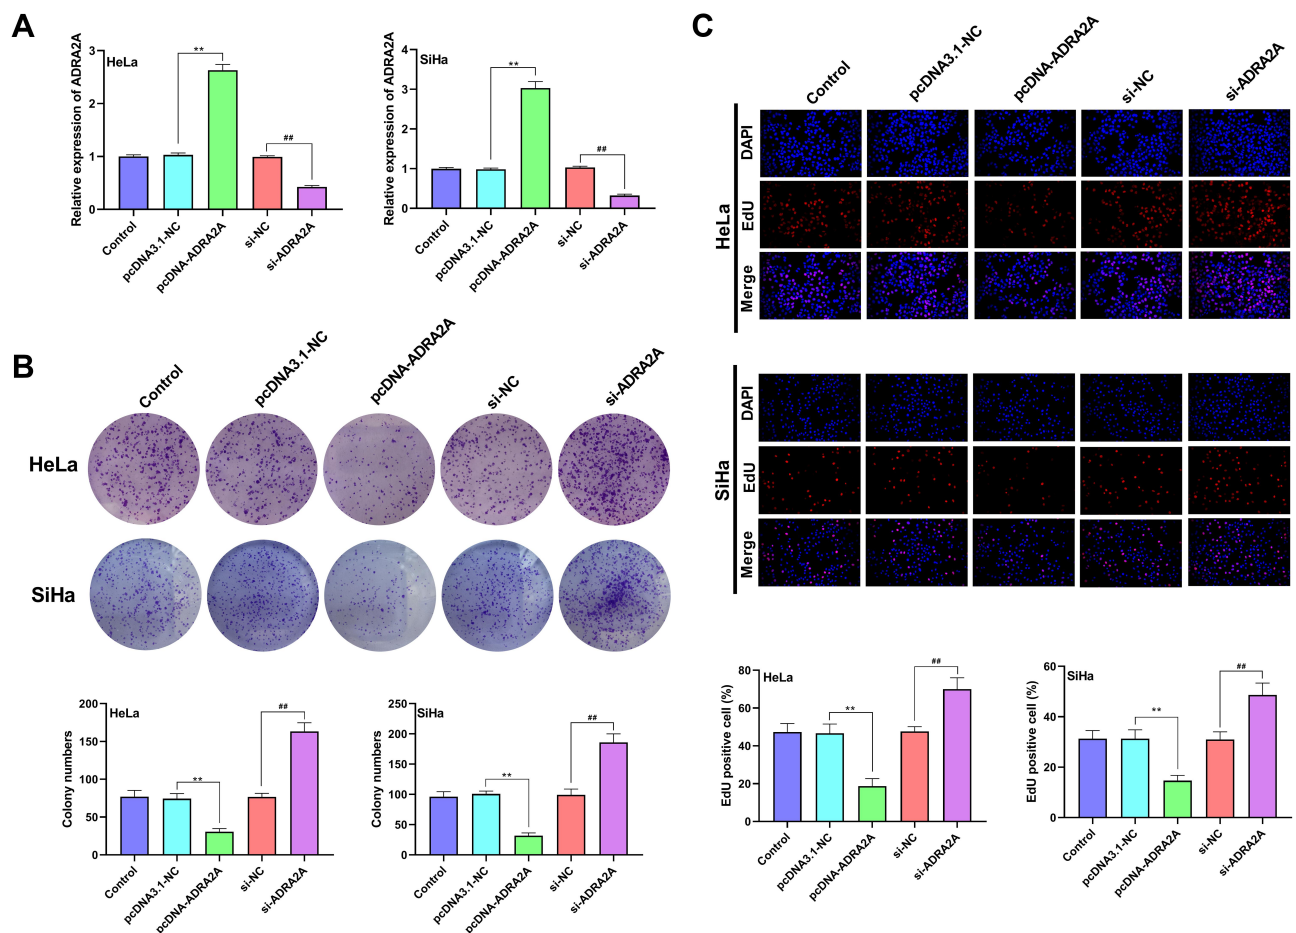 A
Relative expression of ADRA2A
HeLa
3
2
1
0
**
##
Control
pcDNA3.1-NC
pcDNA-ADRA2A
si-NC
si-ADRA2A
Relative expression of ADRA2A
SiHa
4
3
2
1
0
**
##
Control
pcDNA3.1-NC
pcDNA-ADRA2A
si-NC
si-ADRA2A
B
Control
pcDNA3.1-NC
pcDNA-ADRA2A
si-NC
si-ADRA2A
HeLa
SiHa
Colony numbers
HeLa
200
150
100
50
0
**
##
Control
pcDNA3.1-NC
pcDNA-ADRA2A
si-NC
si-ADRA2A
Colony numbers
SiHa
250
200
150
100
50
0
**
##
Control
pcDNA3.1-NC
pcDNA-ADRA2A
si-NC
si-ADRA2A
C
Control
pcDNA3.1-NC
pcDNA-ADRA2A
si-NC
si-ADRA2A
HeLa
DAPI
EdU
Merge
SiHa
DAPI
EdU
Merge
EdU positive cell (%)
HeLa
80
60
40
20
0
**
##
Control
pcDNA3.1-NC
pcDNA-ADRA2A
si-NC
si-ADRA2A
EdU positive cell (%)
SiHa
60
40
20
0
**
##
Control
pcDNA3.1-NC
pcDNA-ADRA2A
si-NC
si-ADRA2A